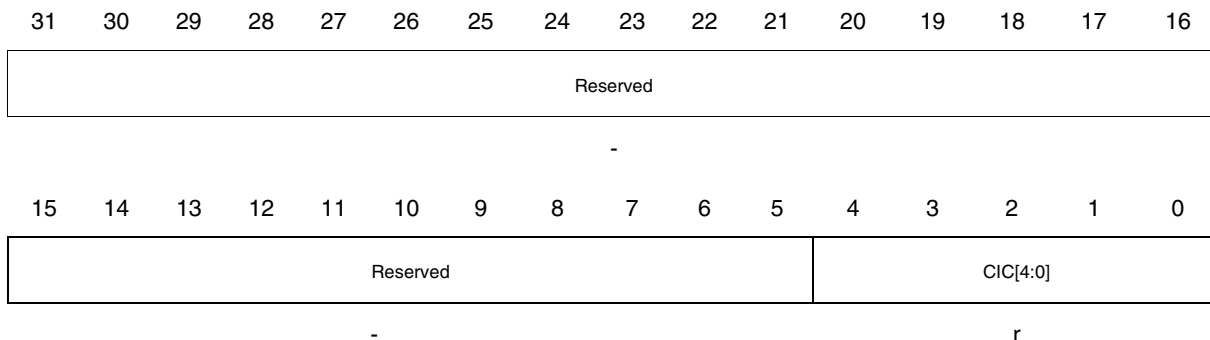 31 30 29 28 27 26 25 24 23 22 21 20 19 18 17 16
Reserved
-
15 14 13 12 11 10 9 8 7 6 5 4 3 2 1 0
Reserved CIC[4:0]
- r